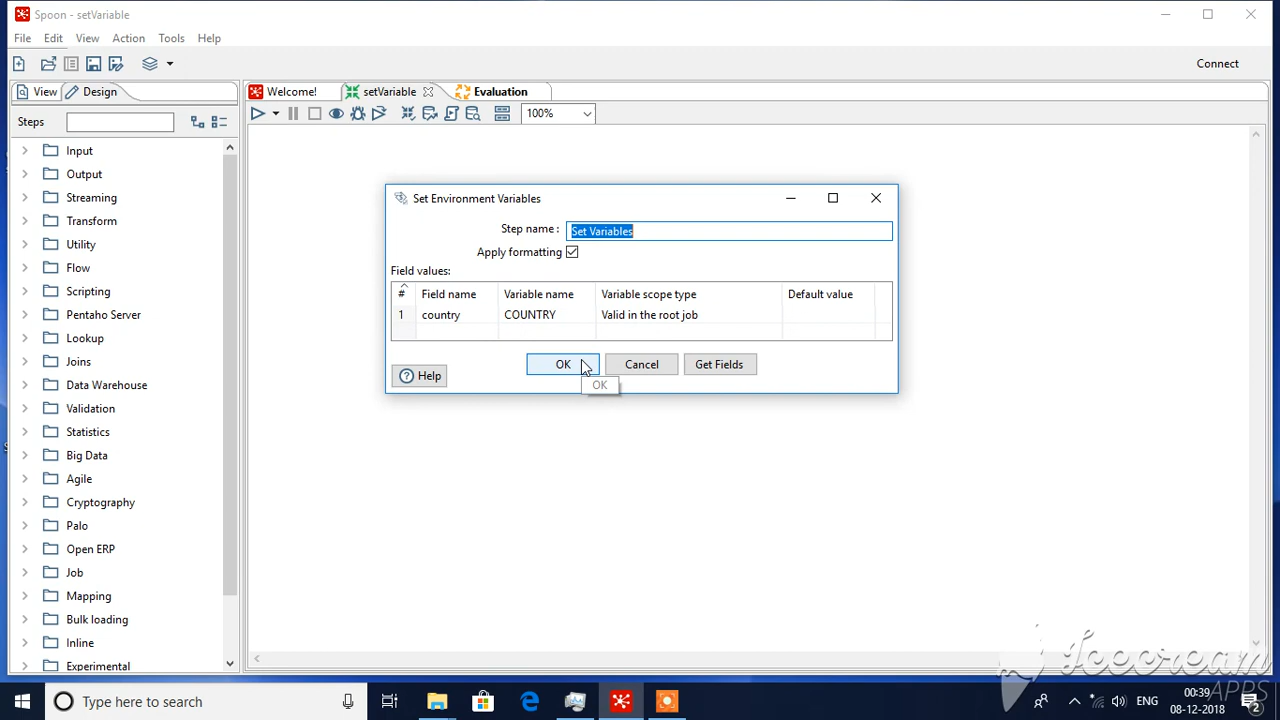 Spoon - setVariable
File Edit View Action Tools Help
Connect
View Design Welcome! setVariable Evaluation
Steps
100%
Input
Output
Streaming
Transform
Utility
Flow
Scripting
Pentaho Server
Lookup
Joins
Data Warehouse
Validation
Statistics
Big Data
Agile
Cryptography
Palo
Open ERP
Job
Mapping
Bulk loading
Inline
Experimental
Set Environment Variables
Step name : Set Variables
Apply formatting
Field values:
# Field name Variable name Variable scope type Default value
1 country COUNTRY Valid in the root job
OK Cancel Get Fields
Help
OK
Icecream
APPS
Type here to search
ENG
00:39
08-12-2018
2